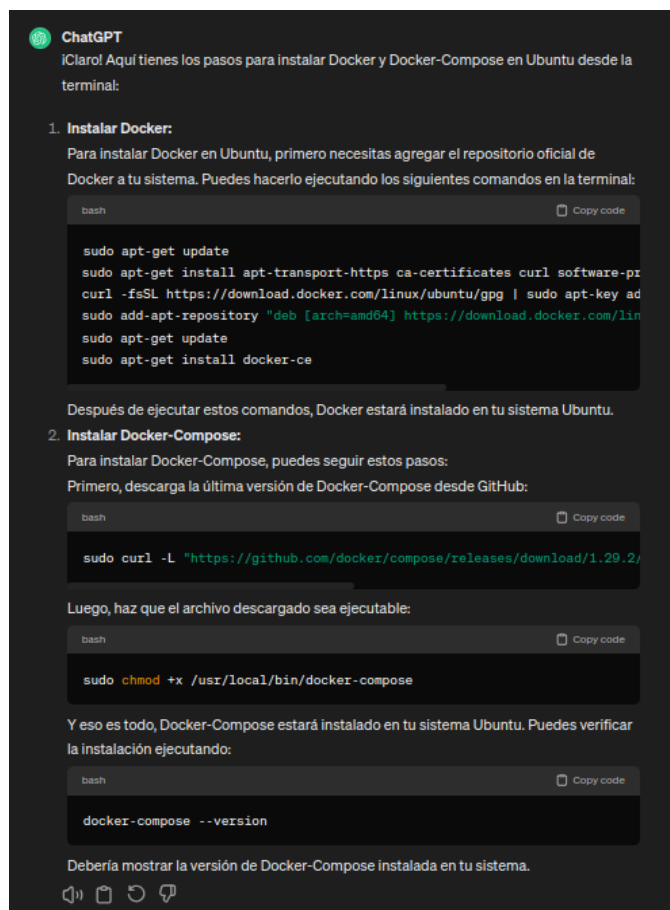 ChatGPT
¡Claro! Aquí tienes los pasos para instalar Docker y Docker-Compose en Ubuntu desde la
terminal:
1. Instalar Docker:
Para instalar Docker en Ubuntu, primero necesitas agregar el repositorio oficial de
Docker a tu sistema. Puedes hacerlo ejecutando los siguientes comandos en la terminal:
bash Copy code
sudo apt-get update
sudo apt-get install apt-transport-https ca-certificates curl software-pr
curl -fsSL https://download.docker.com/linux/ubuntu/gpg | sudo apt-key ad
sudo add-apt-repository "deb [arch=amd64] https://download.docker.com/lin
sudo apt-get update
sudo apt-get install docker-ce
Después de ejecutar estos comandos, Docker estará instalado en tu sistema Ubuntu.
2. Instalar Docker-Compose:
Para instalar Docker-Compose, puedes seguir estos pasos:
Primero, descarga la última versión de Docker-Compose desde GitHub:
bash Copy code
sudo curl -L "https://github.com/docker/compose/releases/download/1.29.2/
Luego, haz que el archivo descargado sea ejecutable:
bash Copy code
sudo chmod +x /usr/local/bin/docker-compose
Y eso es todo, Docker-Compose estará instalado en tu sistema Ubuntu. Puedes verificar
la instalación ejecutando:
bash Copy code
docker-compose --version
Debería mostrar la versión de Docker-Compose instalada en tu sistema.